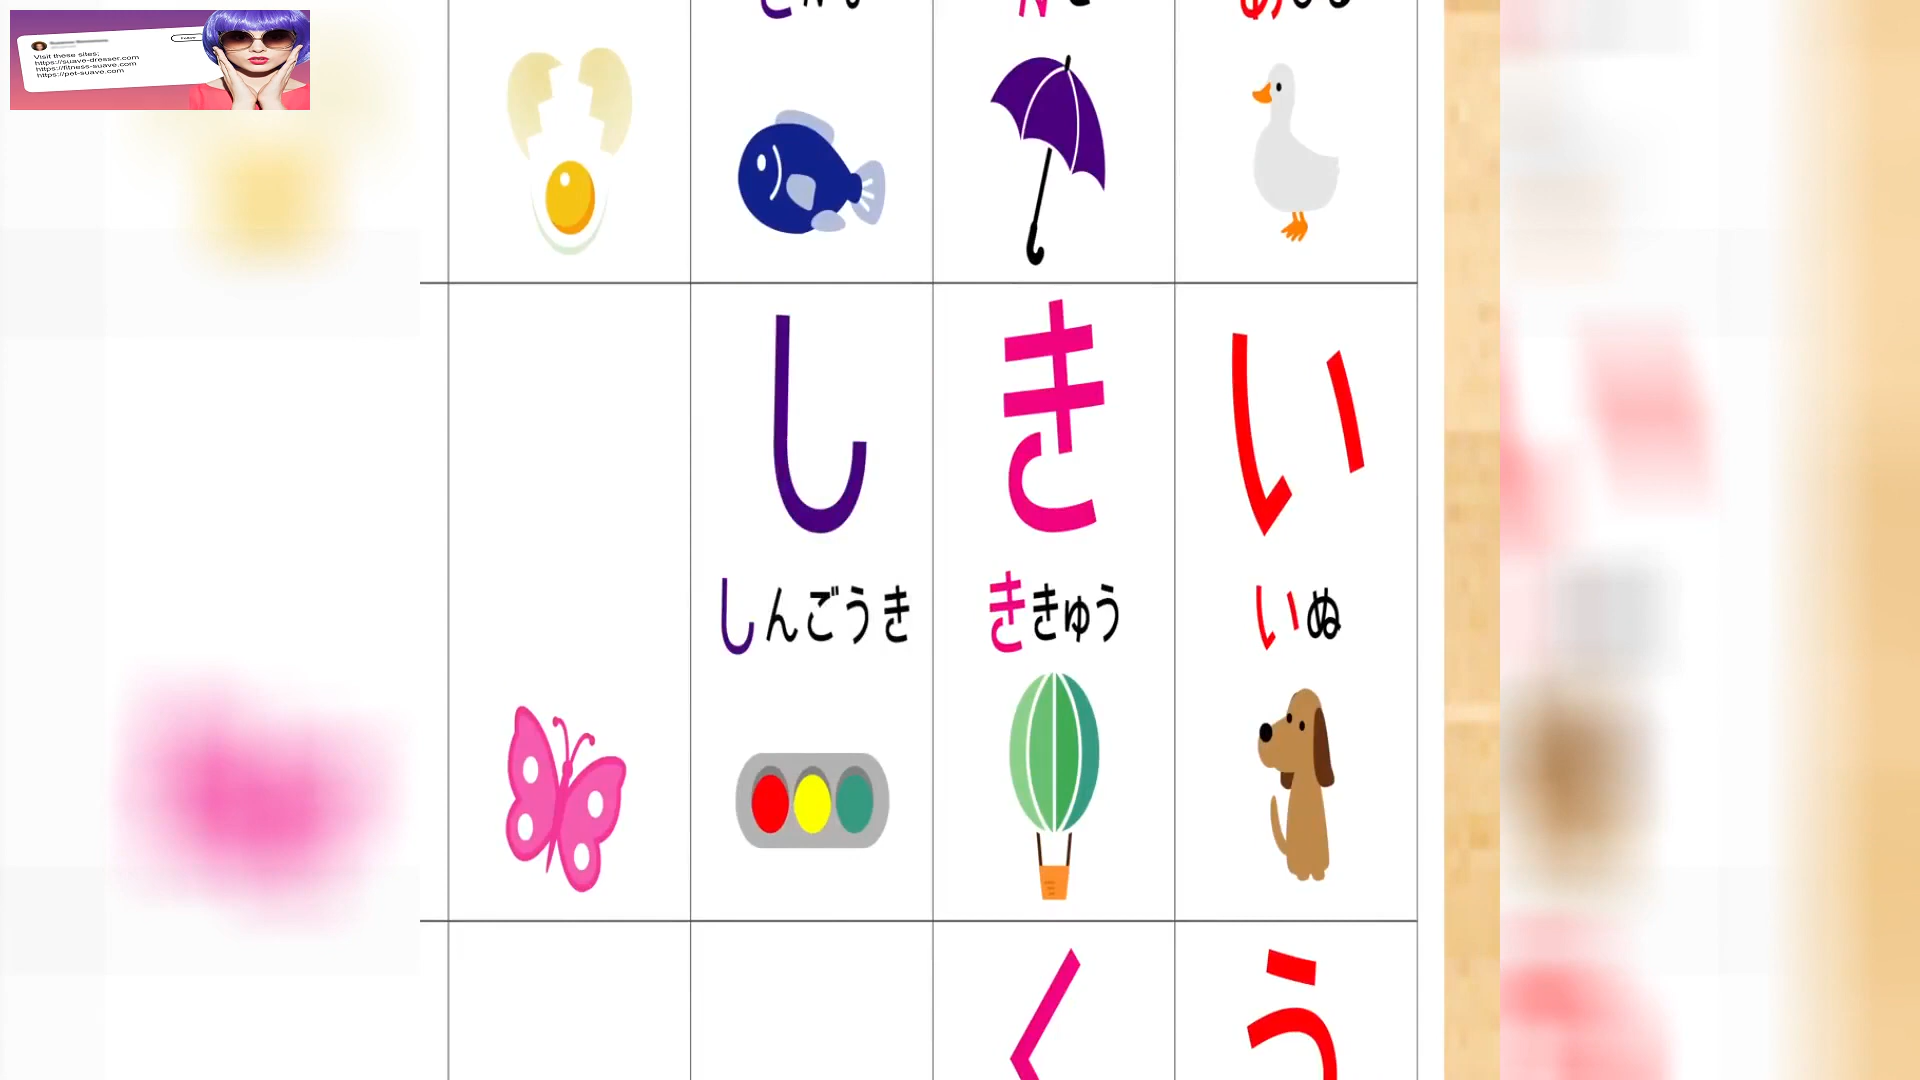 Visit these sites:
https://suave-dresser.com
https://fitness-suave.com
https://pet-suave.com
い
き
し
いぬ
ききゅう
しんごうき
う
く